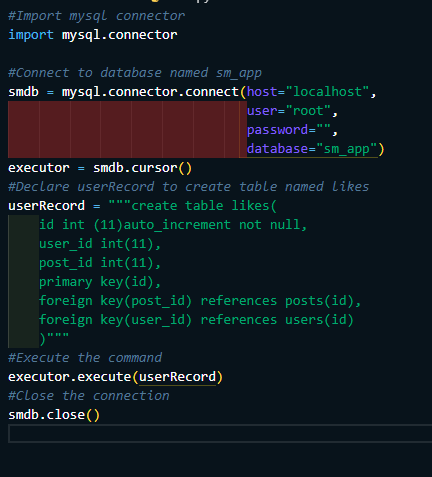 #Import mysql connector
import mysql.connector
#Connect to database named sm_app
smdb = mysql.connector.connect(host="localhost",
user="root",
password="",
database="sm_app")
executor = smdb.cursor()
#Declare userRecord to create table named likes
userRecord = """create table likes(
id int (11)auto_increment not null,
user_id int(11),
post_id int(11),
primary key(id),
foreign key(post_id) references posts(id),
foreign key(user_id) references users(id)
)"""
#Execute the command
executor.execute(userRecord)
#Close the connection
smdb.close()